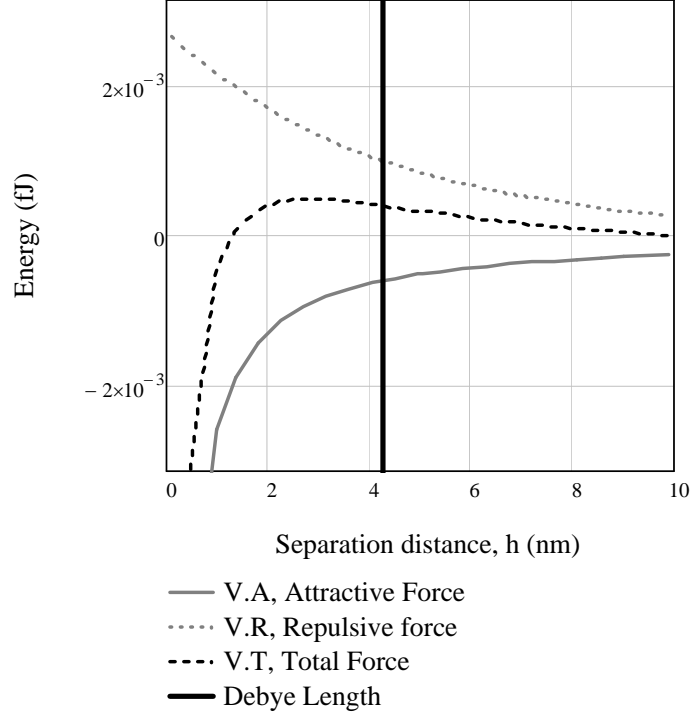 2×10⁻³
0
− 2×10⁻³
Energy (fJ)
0 2 4 6 8 10
Separation distance, h (nm)
V.A, Attractive Force
V.R, Repulsive force
V.T, Total Force
Debye Length